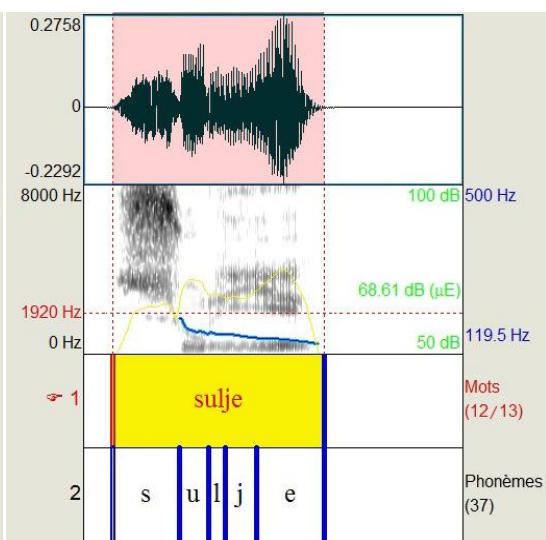 0.2758
0
-0.2292
8000 Hz 100 dB 500 Hz
68.61 dB (µE)
1920 Hz
0 Hz 50 dB 119.5 Hz
☞ 1 sulje Mots
(12/13)
2 s u l j e Phonèmes
(37)